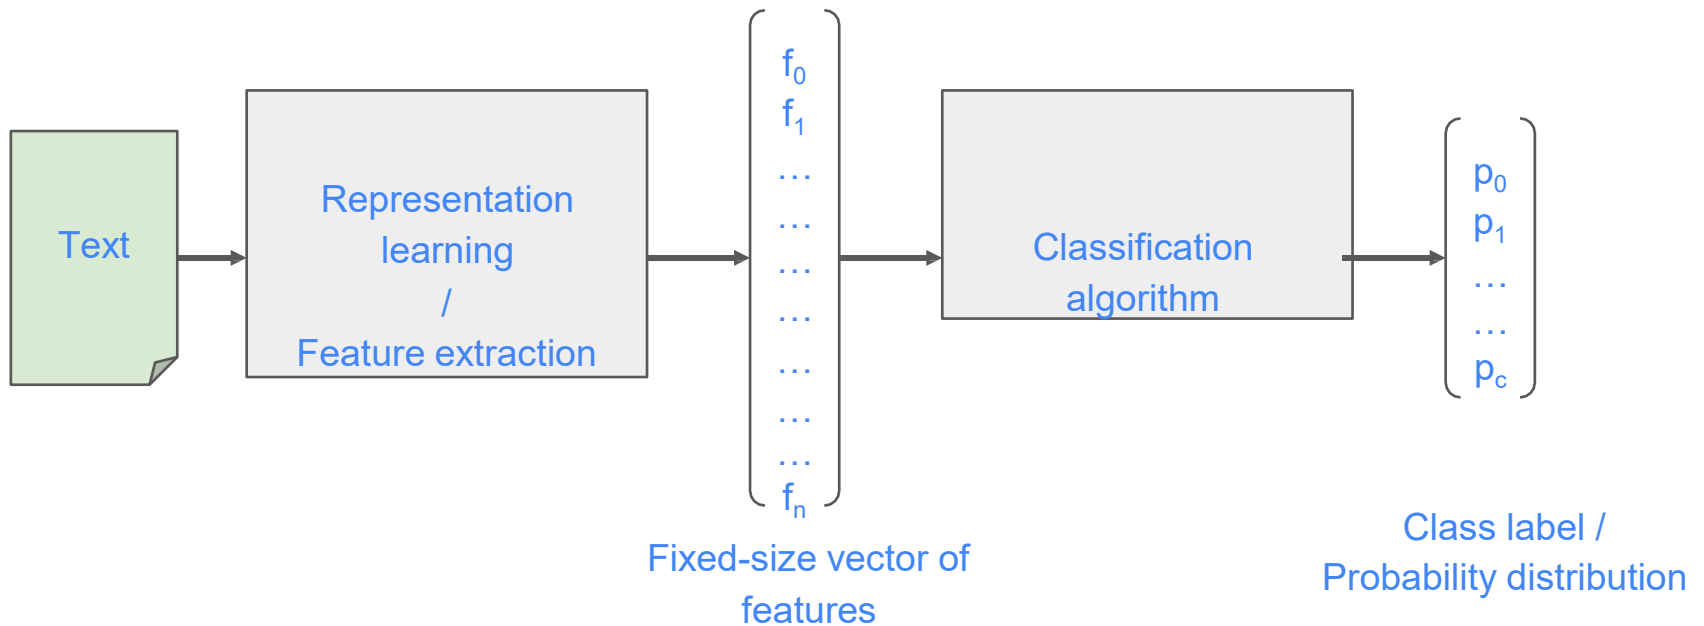 Text
Representation
learning
/
Feature extraction
f₀
f₁
...
...
...
...
...
...
...
fₙ
Fixed-size vector of
features
Classification
algorithm
p₀
p₁
...
...
p_c
Class label /
Probability distribution